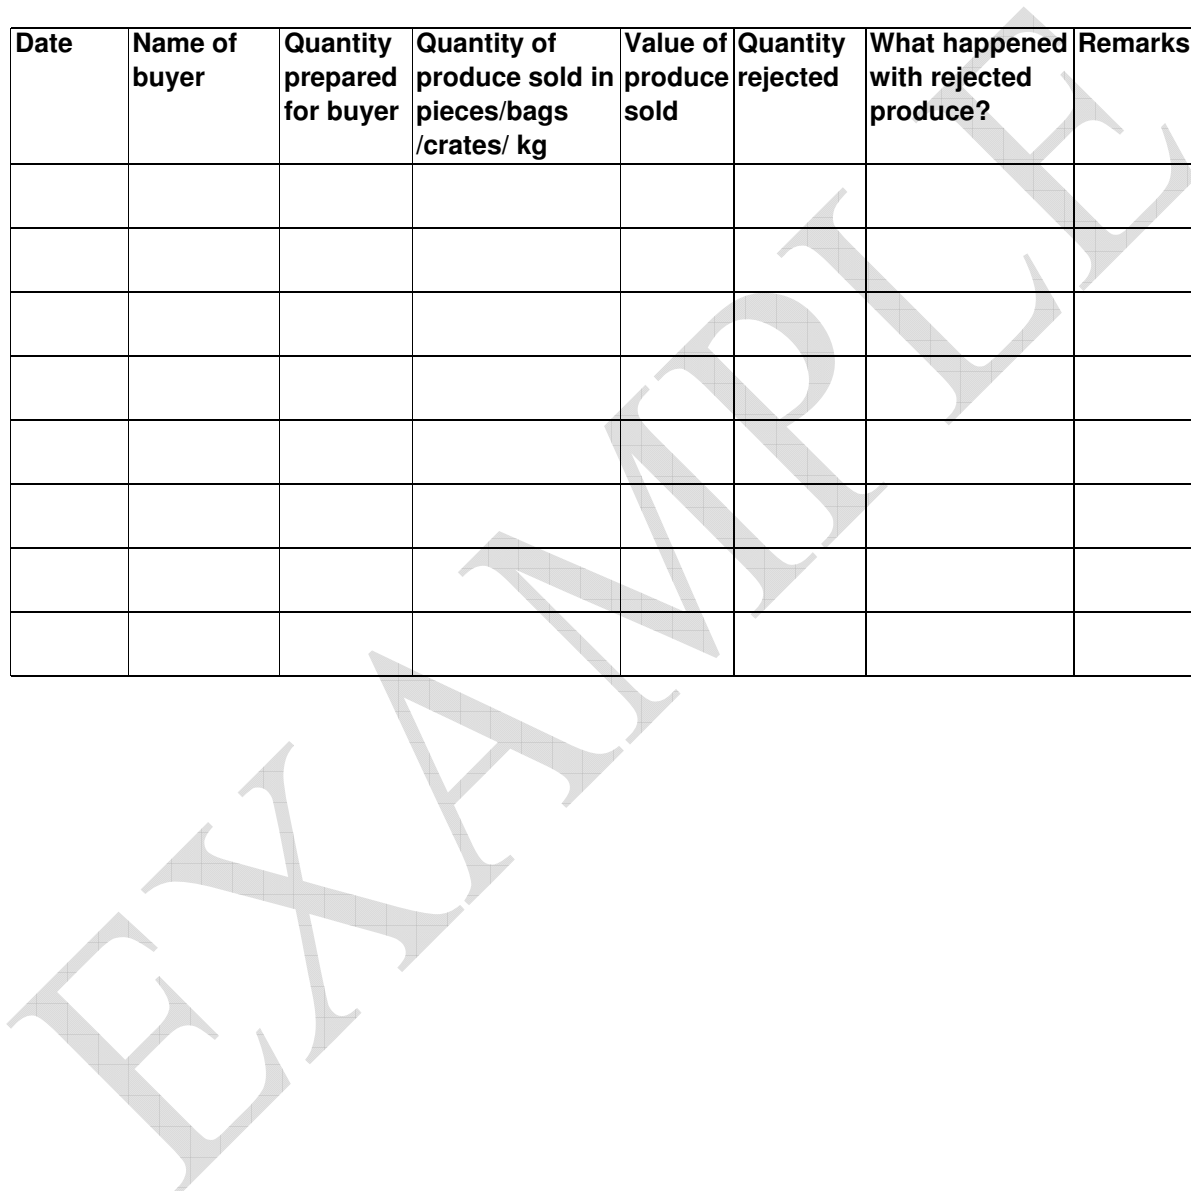 Date
Name of
buyer
Quantity
prepared
for buyer
Quantity of
produce sold in
pieces/bags
/crates/ kg
Value of
produce
sold
Quantity
rejected
What happened
with rejected
produce?
Remarks
EXAMPLE